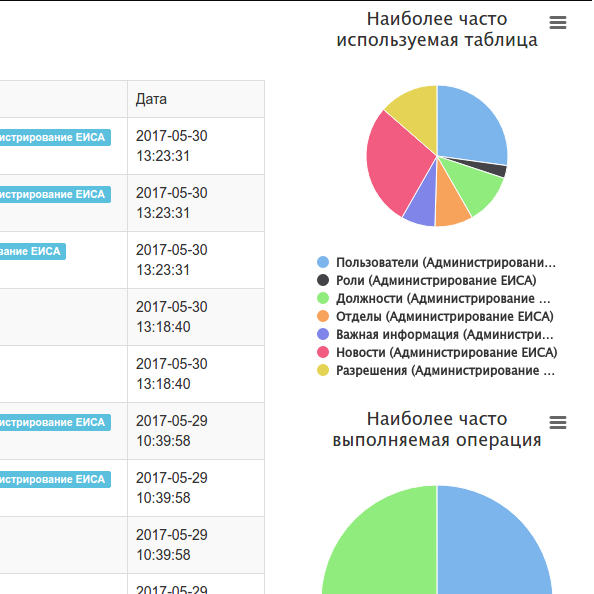 Дата
нистрирование ЕИСА
2017-05-30
13:23:31
нистрирование ЕИСА
2017-05-30
13:23:31
вание ЕИСА
2017-05-30
13:23:31
2017-05-30
13:18:40
2017-05-30
13:18:40
нистрирование ЕИСА
2017-05-29
10:39:58
нистрирование ЕИСА
2017-05-29
10:39:58
2017-05-29
10:39:58
2017-05-29
Наиболее часто
используемая таблица
Пользователи (Администрировани...
Роли (Администрирование ЕИСА)
Должности (Администрирование ...
Отделы (Администрирование ЕИСА)
Важная информация (Администри...
Новости (Администрирование ЕИСА)
Разрешения (Администрирование ...
Наиболее часто
выполняемая операция